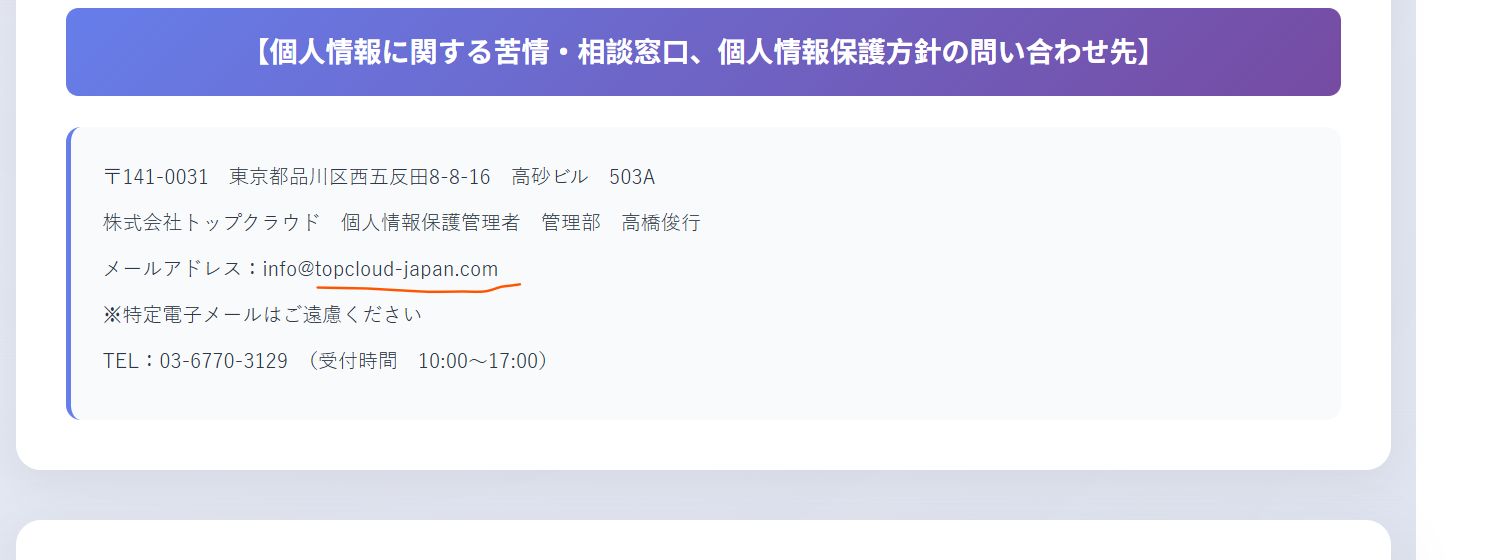 【個人情報に関する苦情・相談窓口、個人情報保護方針の問い合わせ先】
〒141-0031　東京都品川区西五反田8-8-16　高砂ビル　503A
株式会社トップクラウド　個人情報保護管理者　管理部　高橋俊行
メールアドレス：info@topcloud-japan.com
※特定電子メールはご遠慮ください
TEL：03-6770-3129　（受付時間　10:00～17:00）